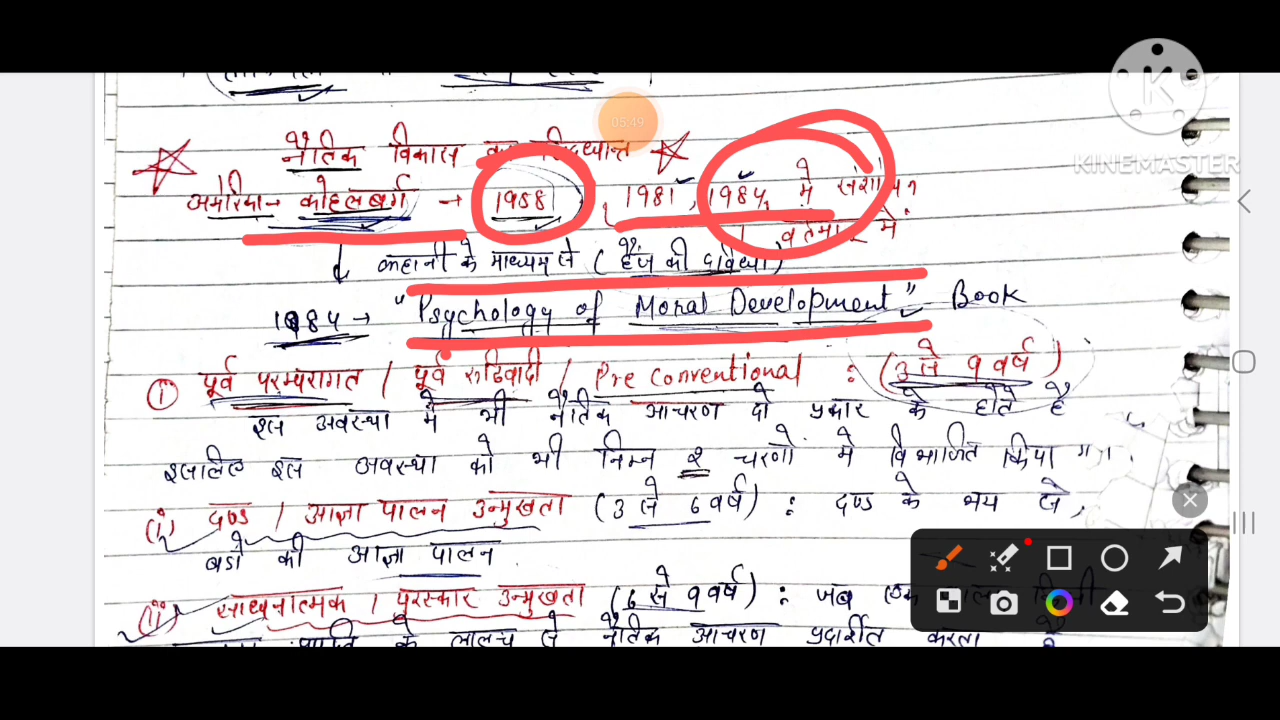 05:49
KINEMASTER
नैतिक विकास का सिद्धान्त
अमेरिका - कोहलबर्ग → 1958, 1981, 1984 में संशोधन
वर्तमान में
कहानी के माध्यम से (हैंज की दुविधा)
1984 → "Psychology of Moral Development" Book
① पूर्व परम्परागत / पूर्व रूढिवादी / Pre Conventional : (3 से 9 वर्ष)
इस अवस्था में भी नैतिक आचरण दो प्रकार के होते है
इसलिए इस अवस्था को भी निम्न 2 चरणों में विभाजित किया गया
(i) दण्ड / आज्ञा पालन उन्मुखता (3 से 6 वर्ष) : दण्ड के भय से,
बडो की आज्ञा पालन
(ii) साधनात्मक / पुरस्कार उन्मुखता (6 से 9 वर्ष) : जब
प्राप्ति के लालच से नैतिक आचरण प्रदर्शित करता है